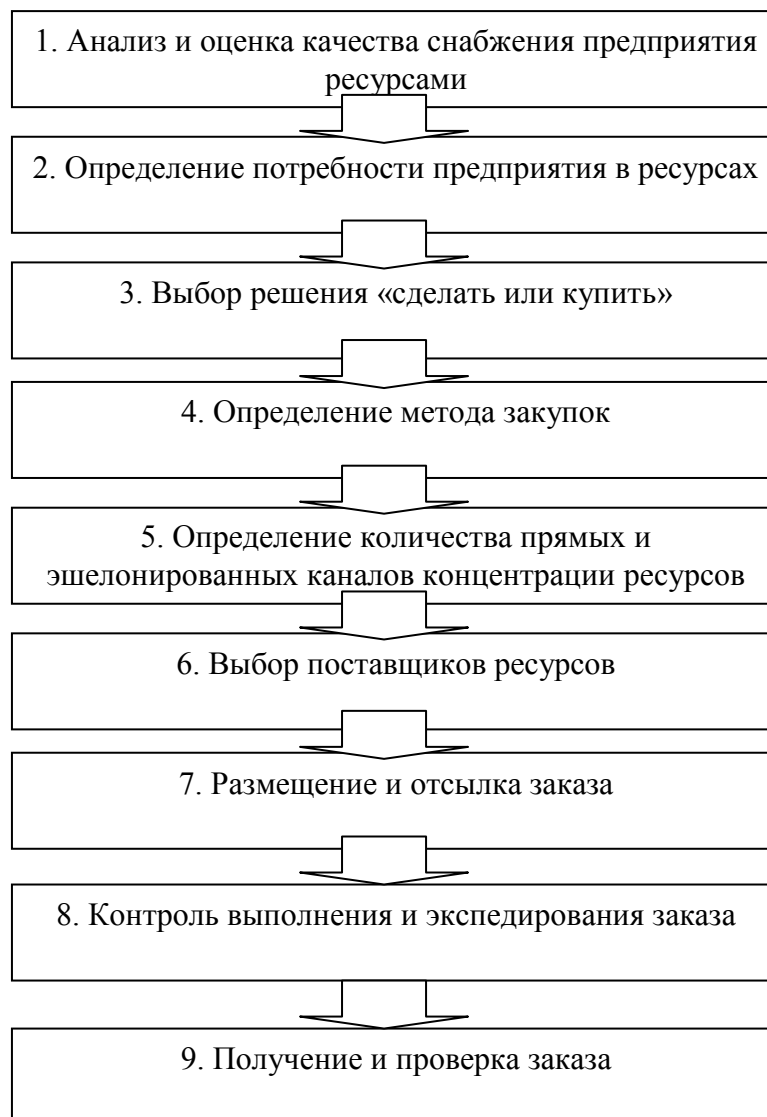 1. Анализ и оценка качества снабжения предприятия
ресурсами
2. Определение потребности предприятия в ресурсах
3. Выбор решения «сделать или купить»
4. Определение метода закупок
5. Определение количества прямых и
эшелонированных каналов концентрации ресурсов
6. Выбор поставщиков ресурсов
7. Размещение и отсылка заказа
8. Контроль выполнения и экспедирования заказа
9. Получение и проверка заказа